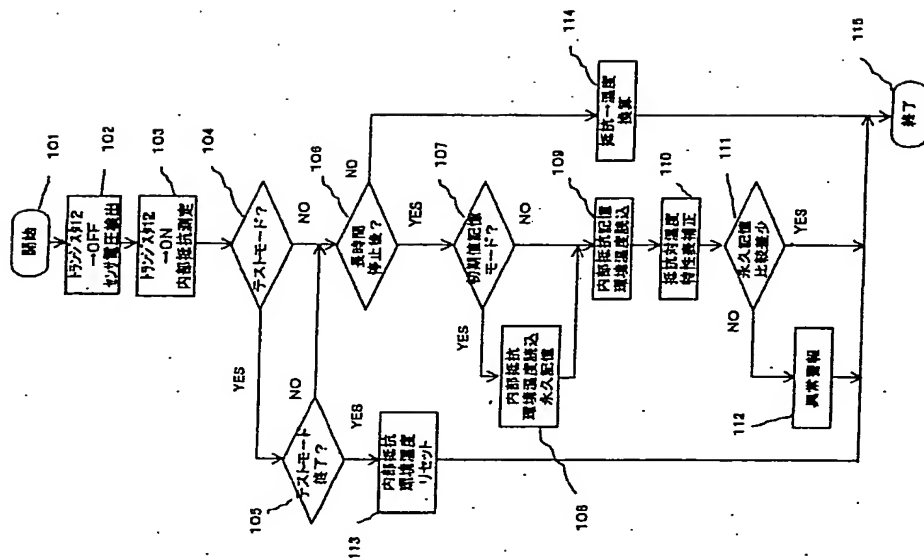 101
開始
102
トランジスタ12
→OFF
センサ電圧検出
103
トランジスタ12
→ON
内部抵抗測定
104
テストモード?
YES
NO
105
テストモード
終了?
NO
YES
113
内部抵抗
環境温度
リセット
106
長時間
停止後?
NO
YES
107
初期値記憶
モード?
YES
NO
108
内部抵抗
環境温度読込
永久記憶
109
内部抵抗記憶
環境温度読込
110
抵抗対温度
特性表補正
111
永久記憶
比較差少
NO
YES
112
異常警報
114
抵抗→温度
換算
115
終了